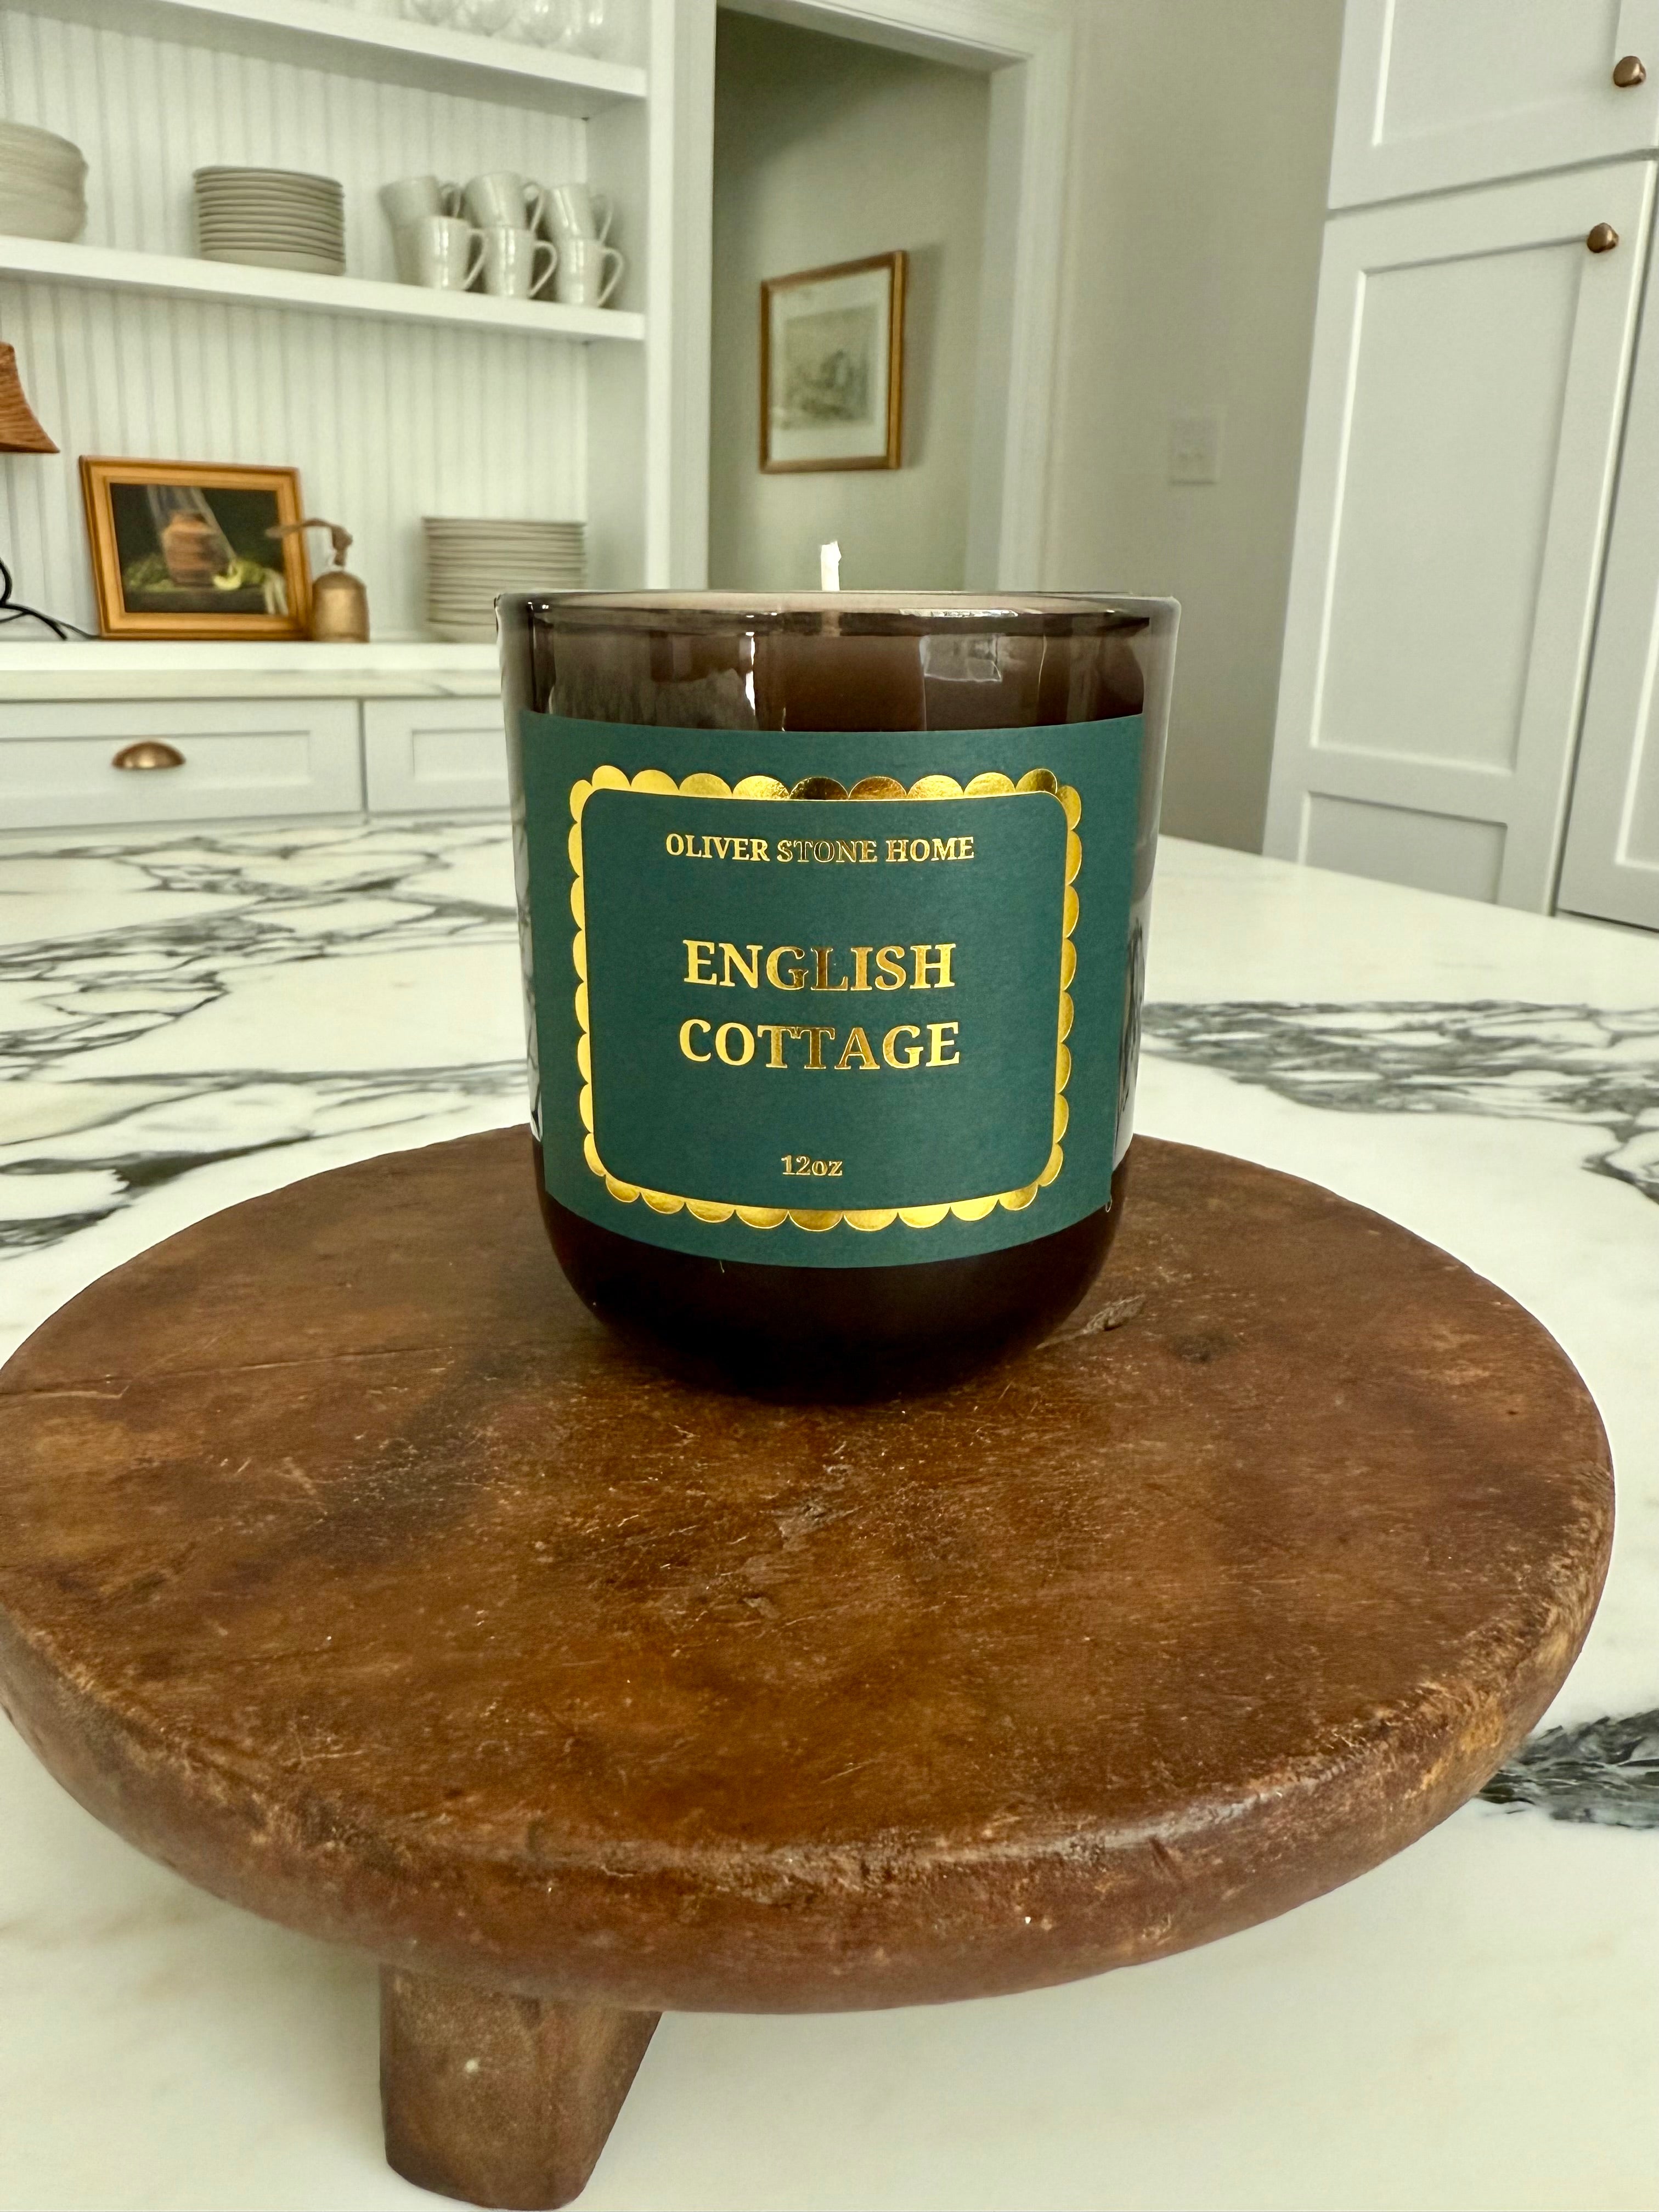 OLIVER STONE HOME
ENGLISH
COTTAGE
12oz